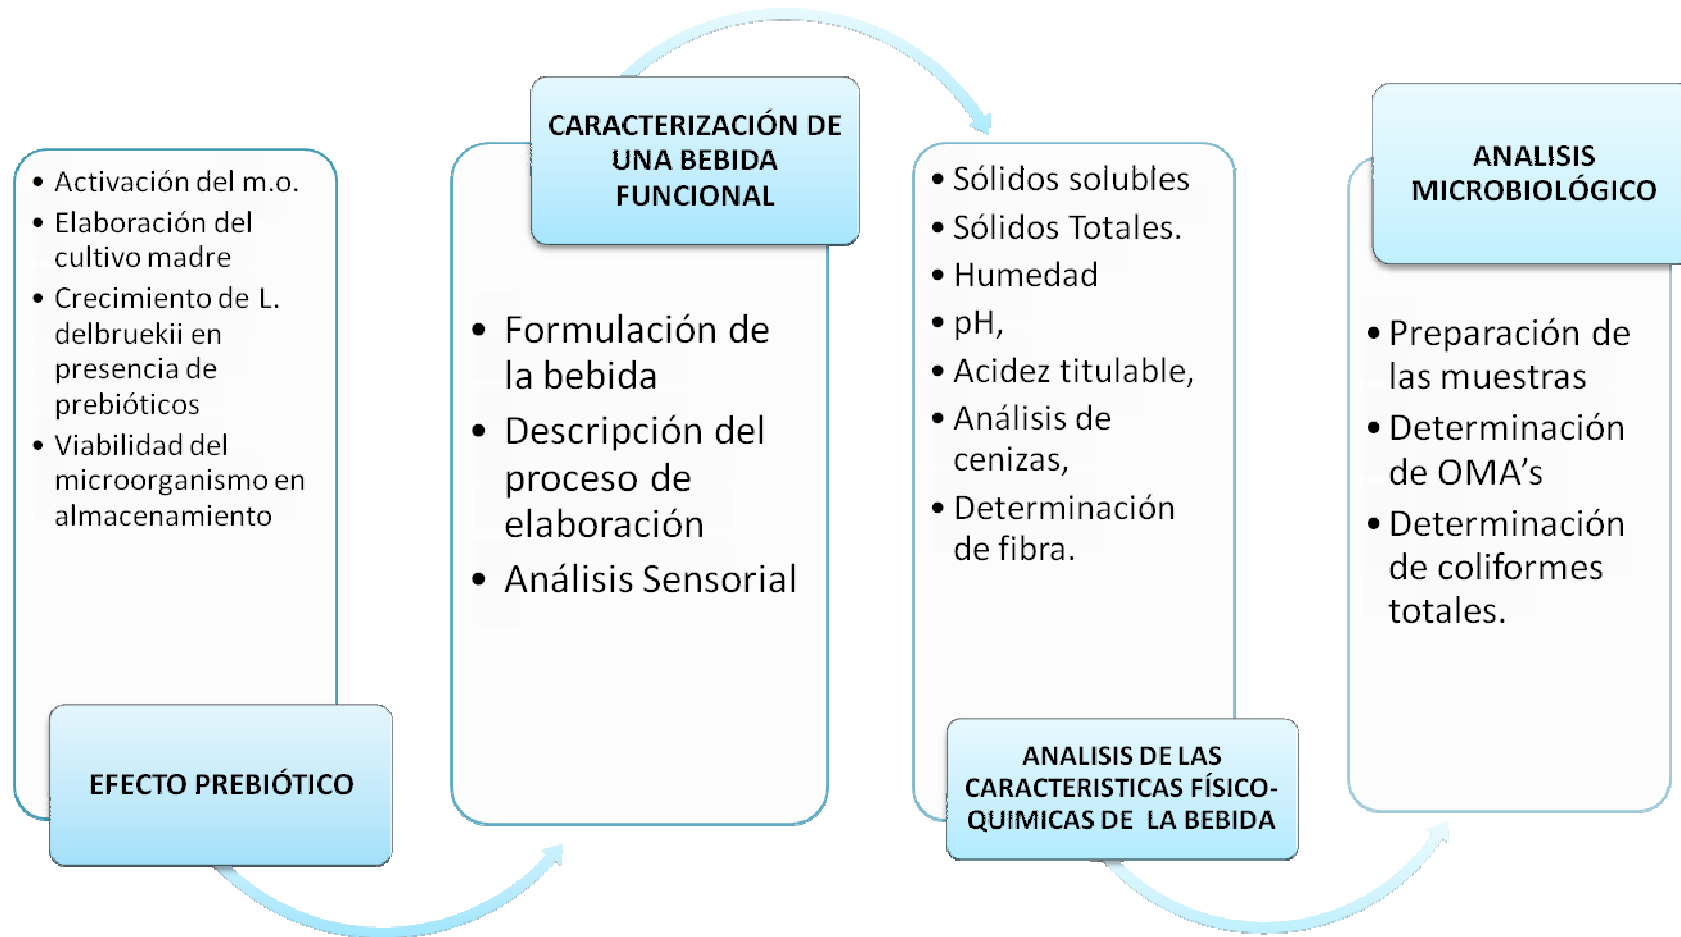 • Activación del m.o.
• Elaboración del
cultivo madre
• Crecimiento de L.
delbruekii en
presencia de
prebióticos
• Viabilidad del
microorganismo en
almacenamiento
EFECTO PREBIÓTICO
CARACTERIZACIÓN DE
UNA BEBIDA
FUNCIONAL
• Formulación de
la bebida
• Descripción del
proceso de
elaboración
• Análisis Sensorial
• Sólidos solubles
• Sólidos Totales.
• Humedad
• pH,
• Acidez titulable,
• Análisis de
cenizas,
• Determinación
de fibra.
ANALISIS DE LAS
CARACTERISTICAS FÍSICO-
QUIMICAS DE LA BEBIDA
ANALISIS
MICROBIOLÓGICO
• Preparación de
las muestras
• Determinación
de OMA’s
• Determinación
de coliformes
totales.